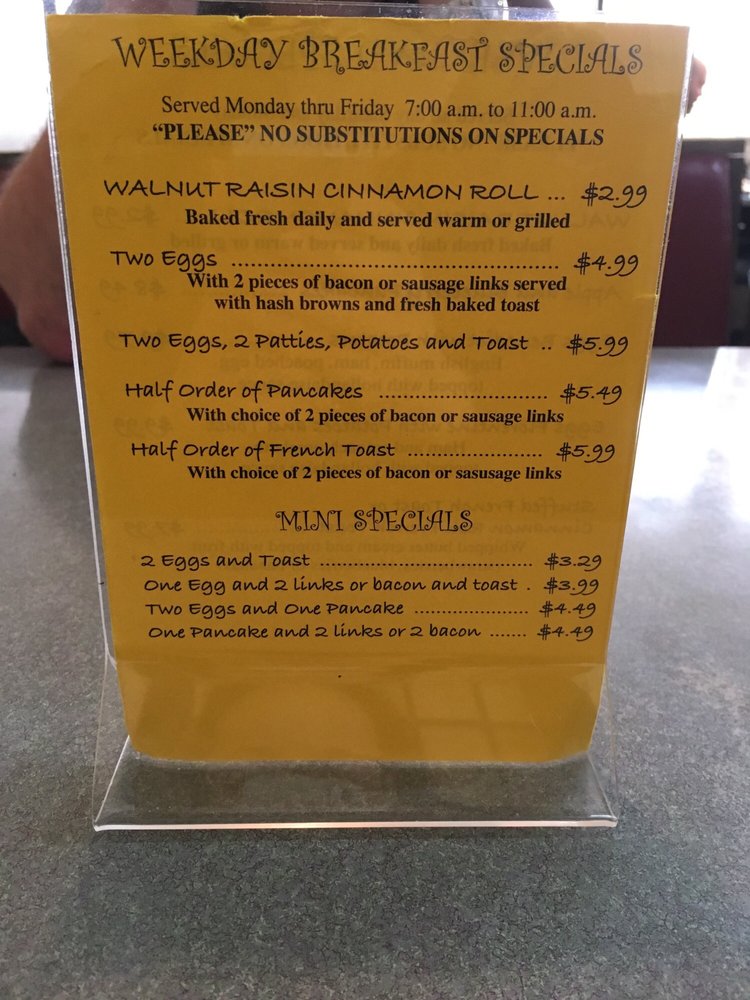 WEEKDAY BREAKFAST SPECIALS
Served Monday thru Friday 7:00 a.m. to 11:00 a.m.
"PLEASE" NO SUBSTITUTIONS ON SPECIALS
WALNUT RAISIN CINNAMON ROLL ... $2.99
Baked fresh daily and served warm or grilled
Two Eggs ................................................ $4.99
With 2 pieces of bacon or sausage links served
with hash browns and fresh baked toast
Two Eggs, 2 Patties, Potatoes and Toast .. $5.99
Half Order of Pancakes ............................. $5.49
With choice of 2 pieces of bacon or sausage links
Half Order of French Toast ....................... $5.99
With choice of 2 pieces of bacon or sasusage links
MINI SPECIALS
2 Eggs and Toast ...................................... $3.29
One Egg and 2 links or bacon and toast . $3.99
Two Eggs and One Pancake ...................... $4.49
One Pancake and 2 links or 2 bacon ....... $4.49